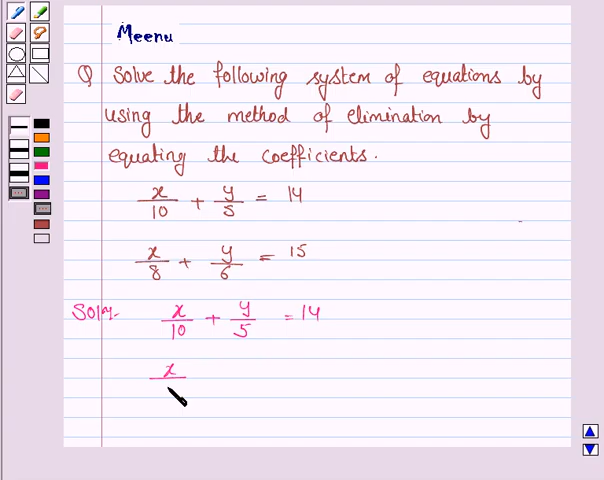 Meenu
Q Solve the following system of equations by
using the method of elimination by
equating the coefficients.
x/10 + y/5 = 14
x/8 + y/6 = 15
Soln. x/10 + y/5 = 14
x